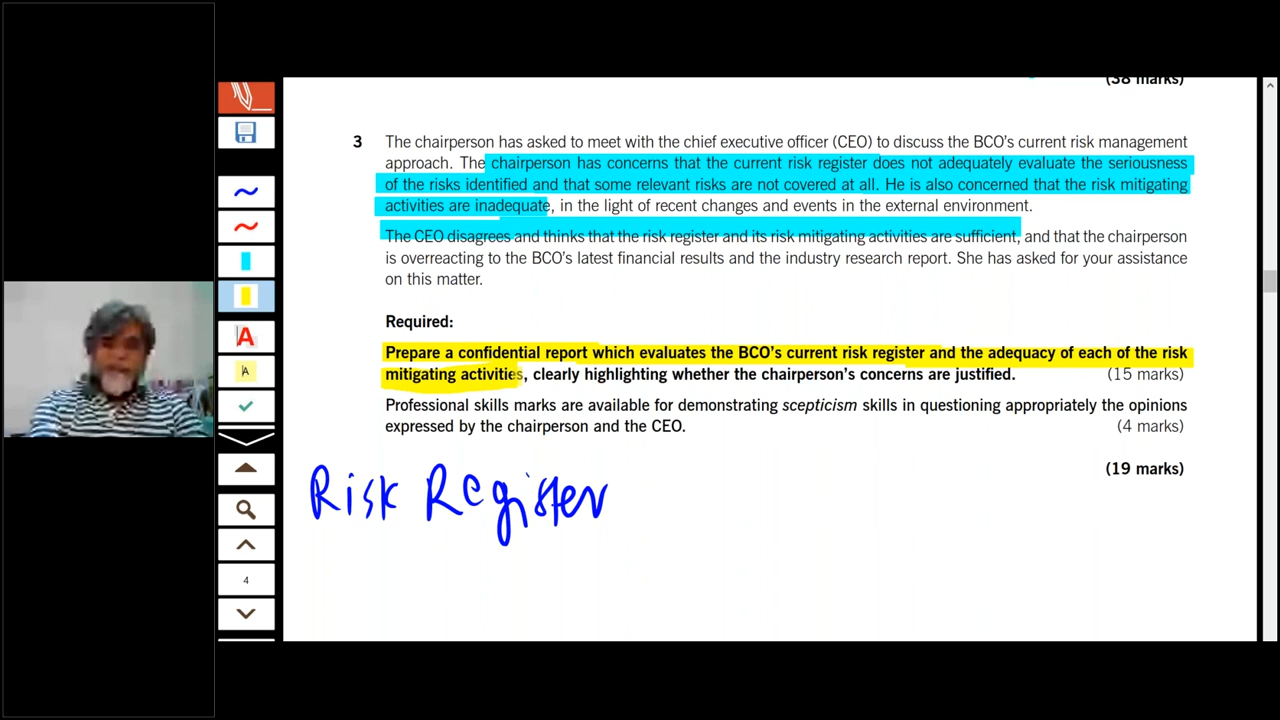 (38 marks)
3 The chairperson has asked to meet with the chief executive officer (CEO) to discuss the BCO's current risk management
approach. The chairperson has concerns that the current risk register does not adequately evaluate the seriousness
of the risks identified and that some relevant risks are not covered at all. He is also concerned that the risk mitigating
activities are inadequate, in the light of recent changes and events in the external environment.
The CEO disagrees and thinks that the risk register and its risk mitigating activities are sufficient, and that the chairperson
is overreacting to the BCO's latest financial results and the industry research report. She has asked for your assistance
on this matter.
Required:
Prepare a confidential report which evaluates the BCO's current risk register and the adequacy of each of the risk
mitigating activities, clearly highlighting whether the chairperson's concerns are justified. (15 marks)
Professional skills marks are available for demonstrating scepticism skills in questioning appropriately the opinions
expressed by the chairperson and the CEO. (4 marks)
(19 marks)
Risk Register
A
A
4